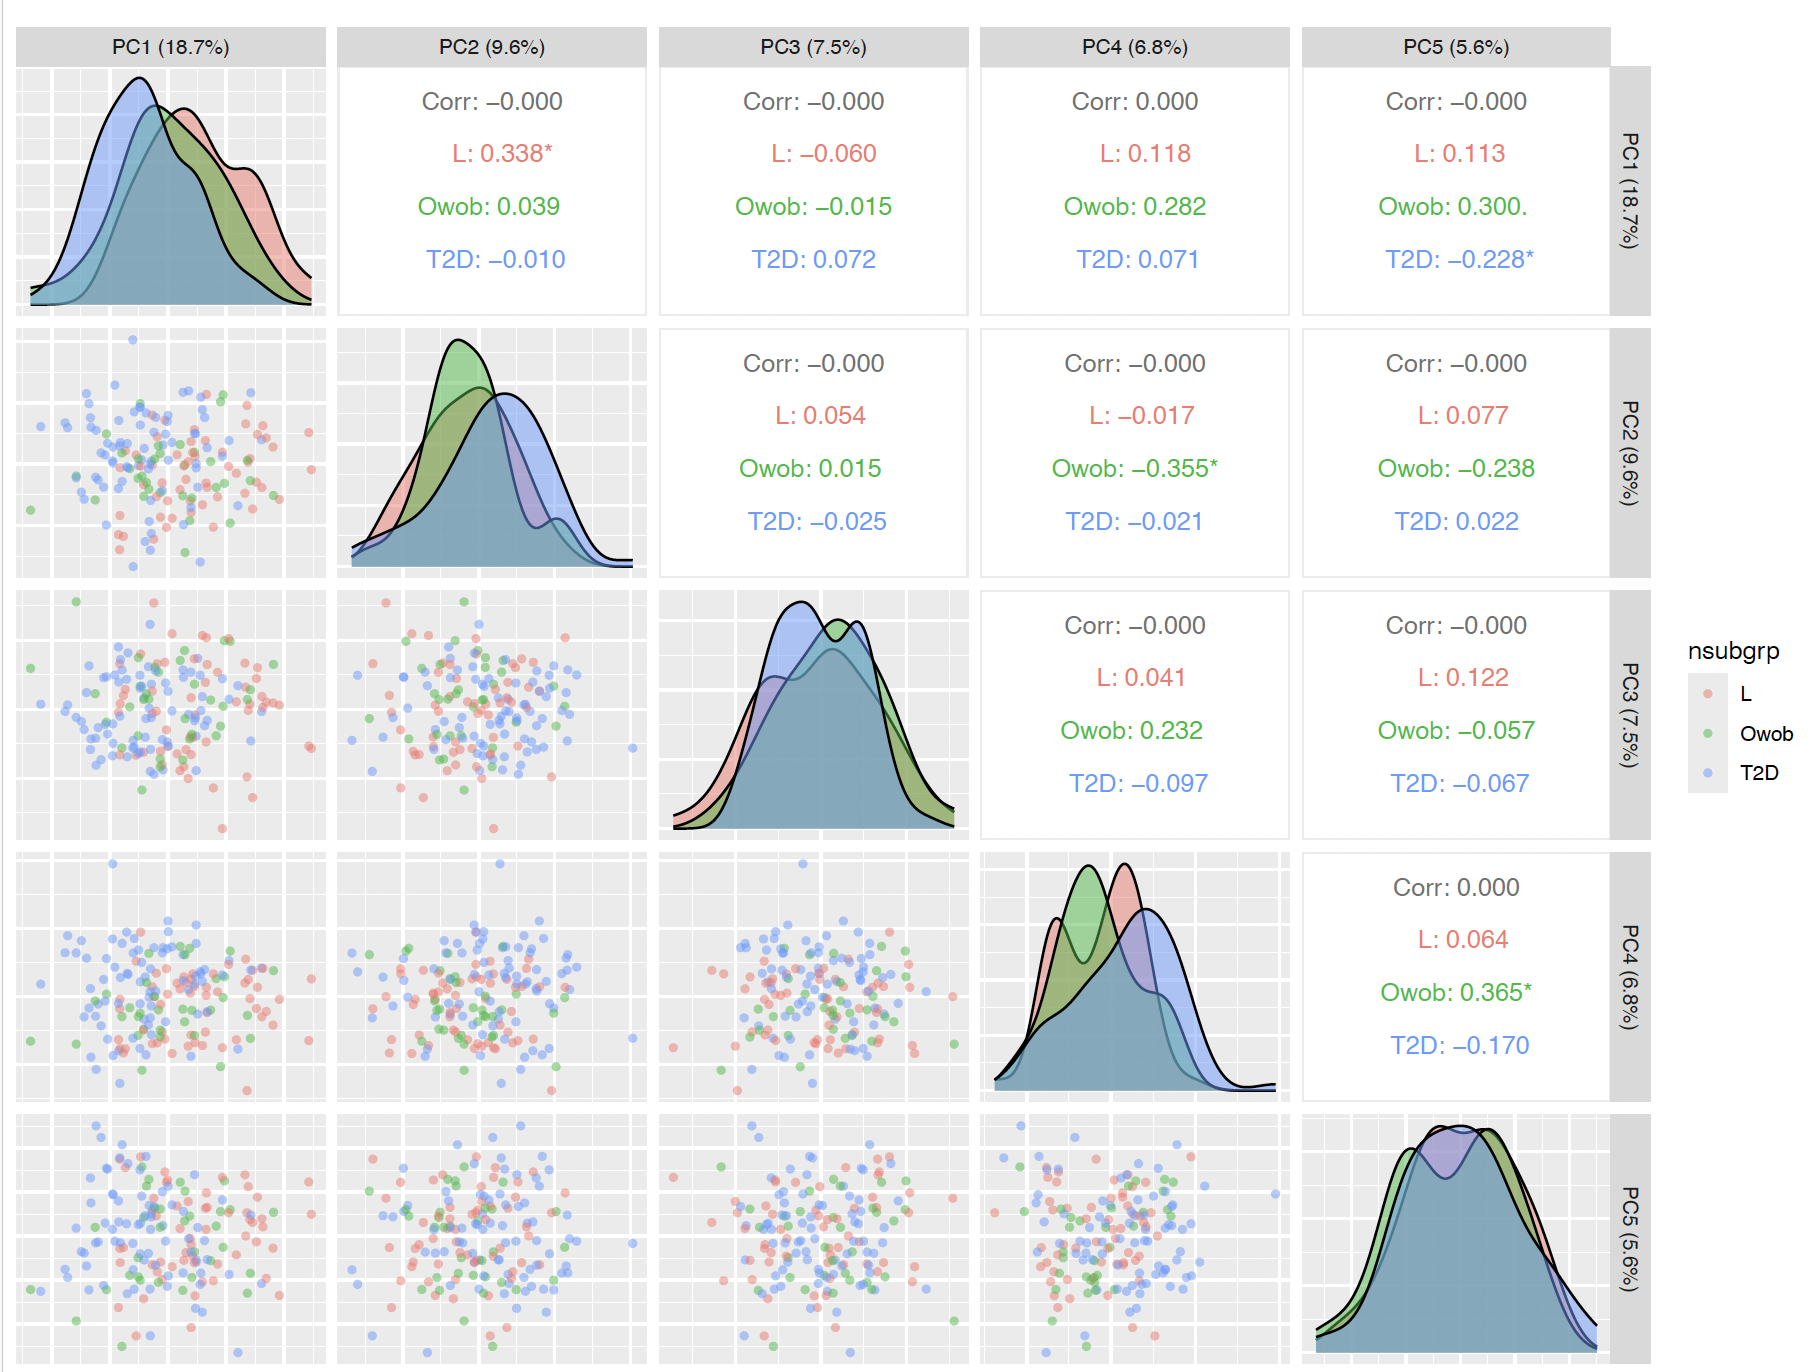 PC1 (18.7%)
PC2 (9.6%)
PC3 (7.5%)
PC4 (6.8%)
PC5 (5.6%)
Corr: −0.000
L: 0.338*
Owob: 0.039
T2D: −0.010
Corr: −0.000
L: −0.060
Owob: −0.015
T2D: 0.072
Corr: 0.000
L: 0.118
Owob: 0.282
T2D: 0.071
Corr: −0.000
L: 0.113
Owob: 0.300.
T2D: −0.228*
PC1 (18.7%)
Corr: −0.000
L: 0.054
Owob: 0.015
T2D: −0.025
Corr: −0.000
L: −0.017
Owob: −0.355*
T2D: −0.021
Corr: −0.000
L: 0.077
Owob: −0.238
T2D: 0.022
PC2 (9.6%)
Corr: −0.000
L: 0.041
Owob: 0.232
T2D: −0.097
Corr: −0.000
L: 0.122
Owob: −0.057
T2D: −0.067
PC3 (7.5%)
Corr: 0.000
L: 0.064
Owob: 0.365*
T2D: −0.170
PC4 (6.8%)
PC5 (5.6%)
nsubgrp
L
Owob
T2D